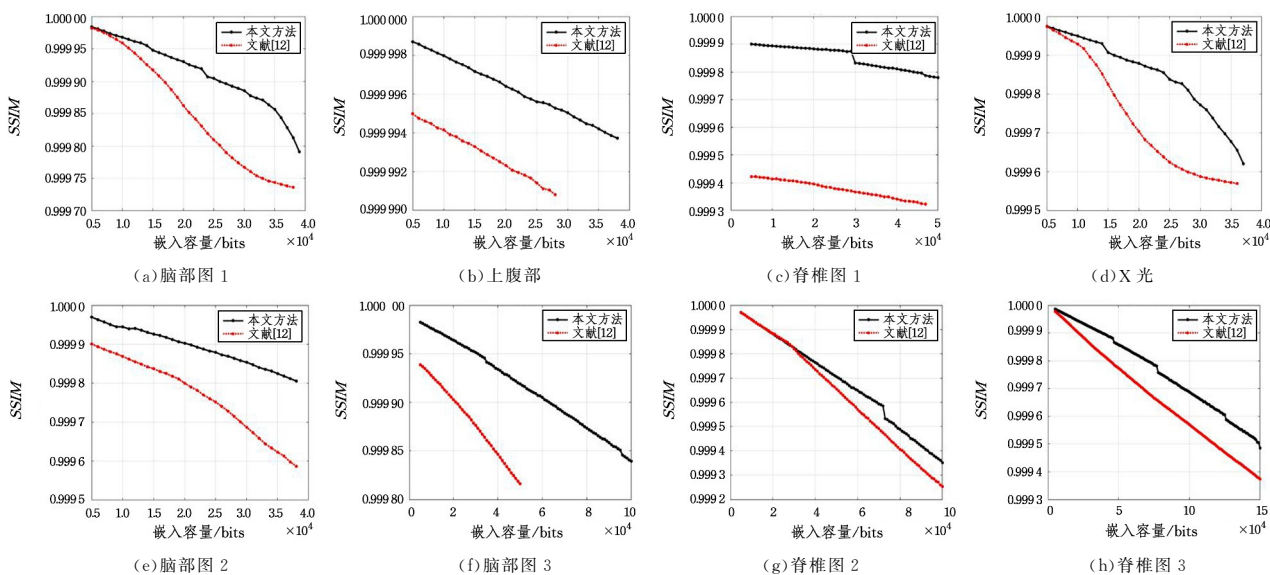 1.000 00
0.999 95
0.999 90
0.999 85
0.999 80
0.999 75
0.999 70
SSIM
本文方法
文献[12]
0.5 1.0 1.5 2.0 2.5 3.0 3.5 4.0
嵌入容量/bits ×10⁴
(a)脑部图 1
1.000 000
0.999 998
0.999 996
0.999 994
0.999 992
0.999 990
SSIM
本文方法
文献[12]
0.5 1.0 1.5 2.0 2.5 3.0 3.5 4.0
嵌入容量/bits ×10⁴
(b)上腹部
1.000 0
0.999 9
0.999 8
0.999 7
0.999 6
0.999 5
0.999 4
0.999 3
SSIM
本文方法
文献[12]
0 10 20 30 40 50
嵌入容量/bits ×10⁴
(c)脊椎图 1
1.000 0
0.999 9
0.999 8
0.999 7
0.999 6
0.999 5
SSIM
本文方法
文献[12]
0.5 1.0 1.5 2.0 2.5 3.0 3.5 4.0
嵌入容量/bits ×10⁴
(d)X 光
1.000 0
0.999 9
0.999 8
0.999 7
0.999 6
0.999 5
SSIM
本文方法
文献[12]
0.5 1.0 1.5 2.0 2.5 3.0 3.5 4.0
嵌入容量/bits ×10⁴
(e)脑部图 2
1.000 00
0.999 95
0.999 90
0.999 85
0.999 80
SSIM
本文方法
文献[12]
0 2 4 6 8 10
嵌入容量/bits ×10⁴
(f)脑部图 3
1.000 0
0.999 9
0.999 8
0.999 7
0.999 6
0.999 5
0.999 4
0.999 3
0.999 2
SSIM
本文方法
文献[12]
0 2 4 6 8 10
嵌入容量/bits ×10⁴
(g)脊椎图 2
1.000 0
0.999 9
0.999 8
0.999 7
0.999 6
0.999 5
0.999 4
0.999 3
SSIM
本文方法
文献[12]
0 5 10 15
嵌入容量/bits ×10⁴
(h)脊椎图 3